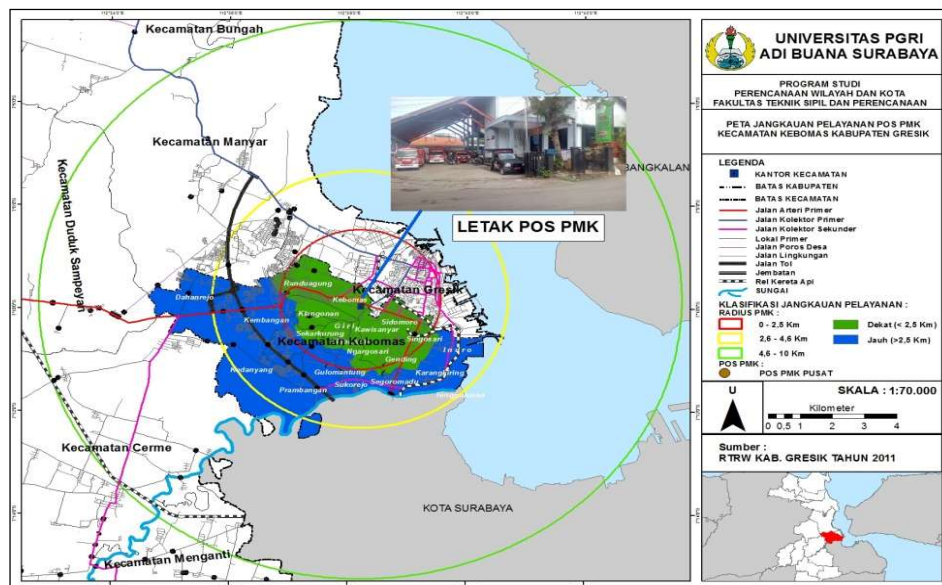 Kecamatan Bungah
Kecamatan Manyar
Kecamatan Duduk Sampeyan
BANGKALAN
LETAK POS PMK
Kecamatan Gresik
Randuagung
Kebomas
Dahanrejo
Kembangan
Klangonan
Giri
Sidomoro
Kawisanyar
Sekarkurung
Singosari
Kecamatan Kebomas
Ngargosari
Indro
Gending
Kedanyang
Gulomantung
Karangkiring
Prambangan
Sukorejo
Segoromadu
Kecamatan Cerme
KOTA SURABAYA
Kecamatan Menganti
UNIVERSITAS PGRI
ADI BUANA SURABAYA
PROGRAM STUDI
PERENCANAAN WILAYAH DAN KOTA
FAKULTAS TEKNIK SIPIL DAN PERENCANAAN
PETA JANGKAUAN PELAYANAN POS PMK
KECAMATAN KEBOMAS KABUPATEN GRESIK
LEGENDA
KANTOR KECAMATAN
BATAS KABUPATEN
BATAS KECAMATAN
Jalan Arteri Primer
Jalan Kolektor Primer
Jalan Kolektor Sekunder
Lokal Primer
Jalan Poros Desa
Jalan Lingkungan
Jalan Tol
Jembatan
Rel Kereta Api
SUNGAI
KLASIFIKASI JANGKAUAN PELAYANAN :
RADIUS PMK :
0 - 2,5 Km
Dekat (< 2,5 Km)
2,6 - 4,6 Km
Jauh (>2,5 Km)
4,6 - 10 Km
POS PMK :
POS PMK PUSAT
U
SKALA : 1:70.000
Kilometer
0 0,5 1 2 3 4
Sumber :
RTRW KAB. GRESIK TAHUN 2011